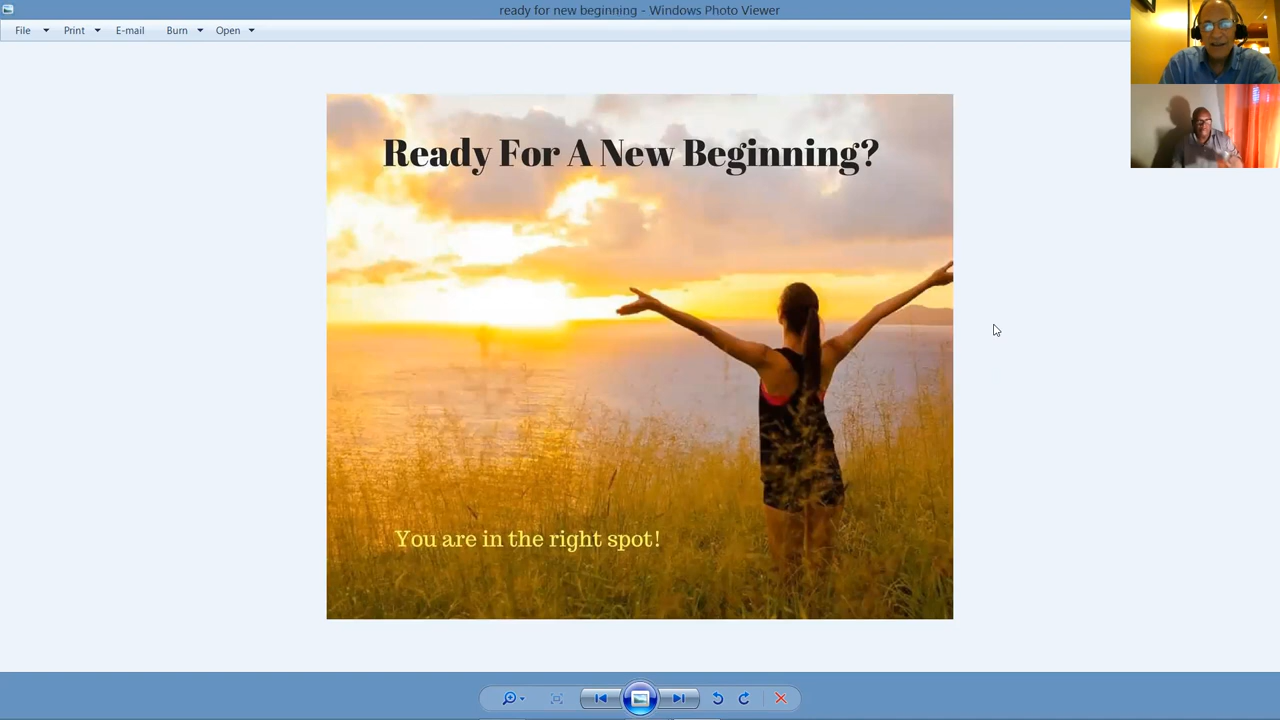 ready for new beginning - Windows Photo Viewer
File Print E-mail Burn Open
Ready For A New Beginning?
You are in the right spot!